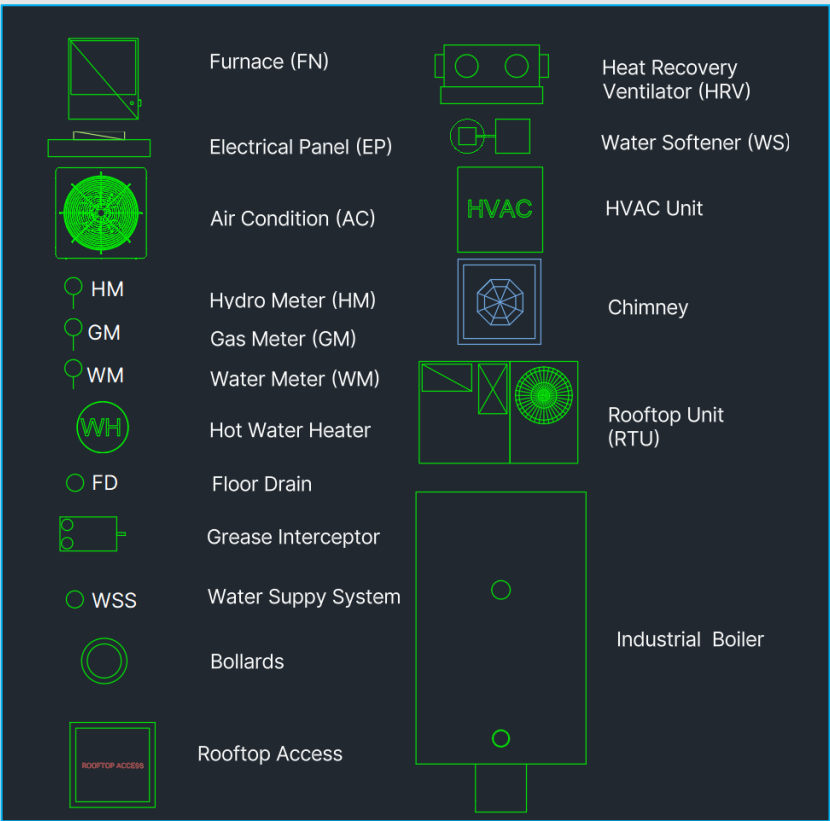 Furnace (FN)
Electrical Panel (EP)
Air Condition (AC)
HM
Hydro Meter (HM)
GM
Gas Meter (GM)
WM
Water Meter (WM)
WH
Hot Water Heater
FD
Floor Drain
Grease Interceptor
WSS
Water Suppy System
Bollards
ROOFTOP ACCESS
Rooftop Access
Heat Recovery
Ventilator (HRV)
Water Softener (WS)
HVAC
HVAC Unit
Chimney
Rooftop Unit
(RTU)
Industrial Boiler